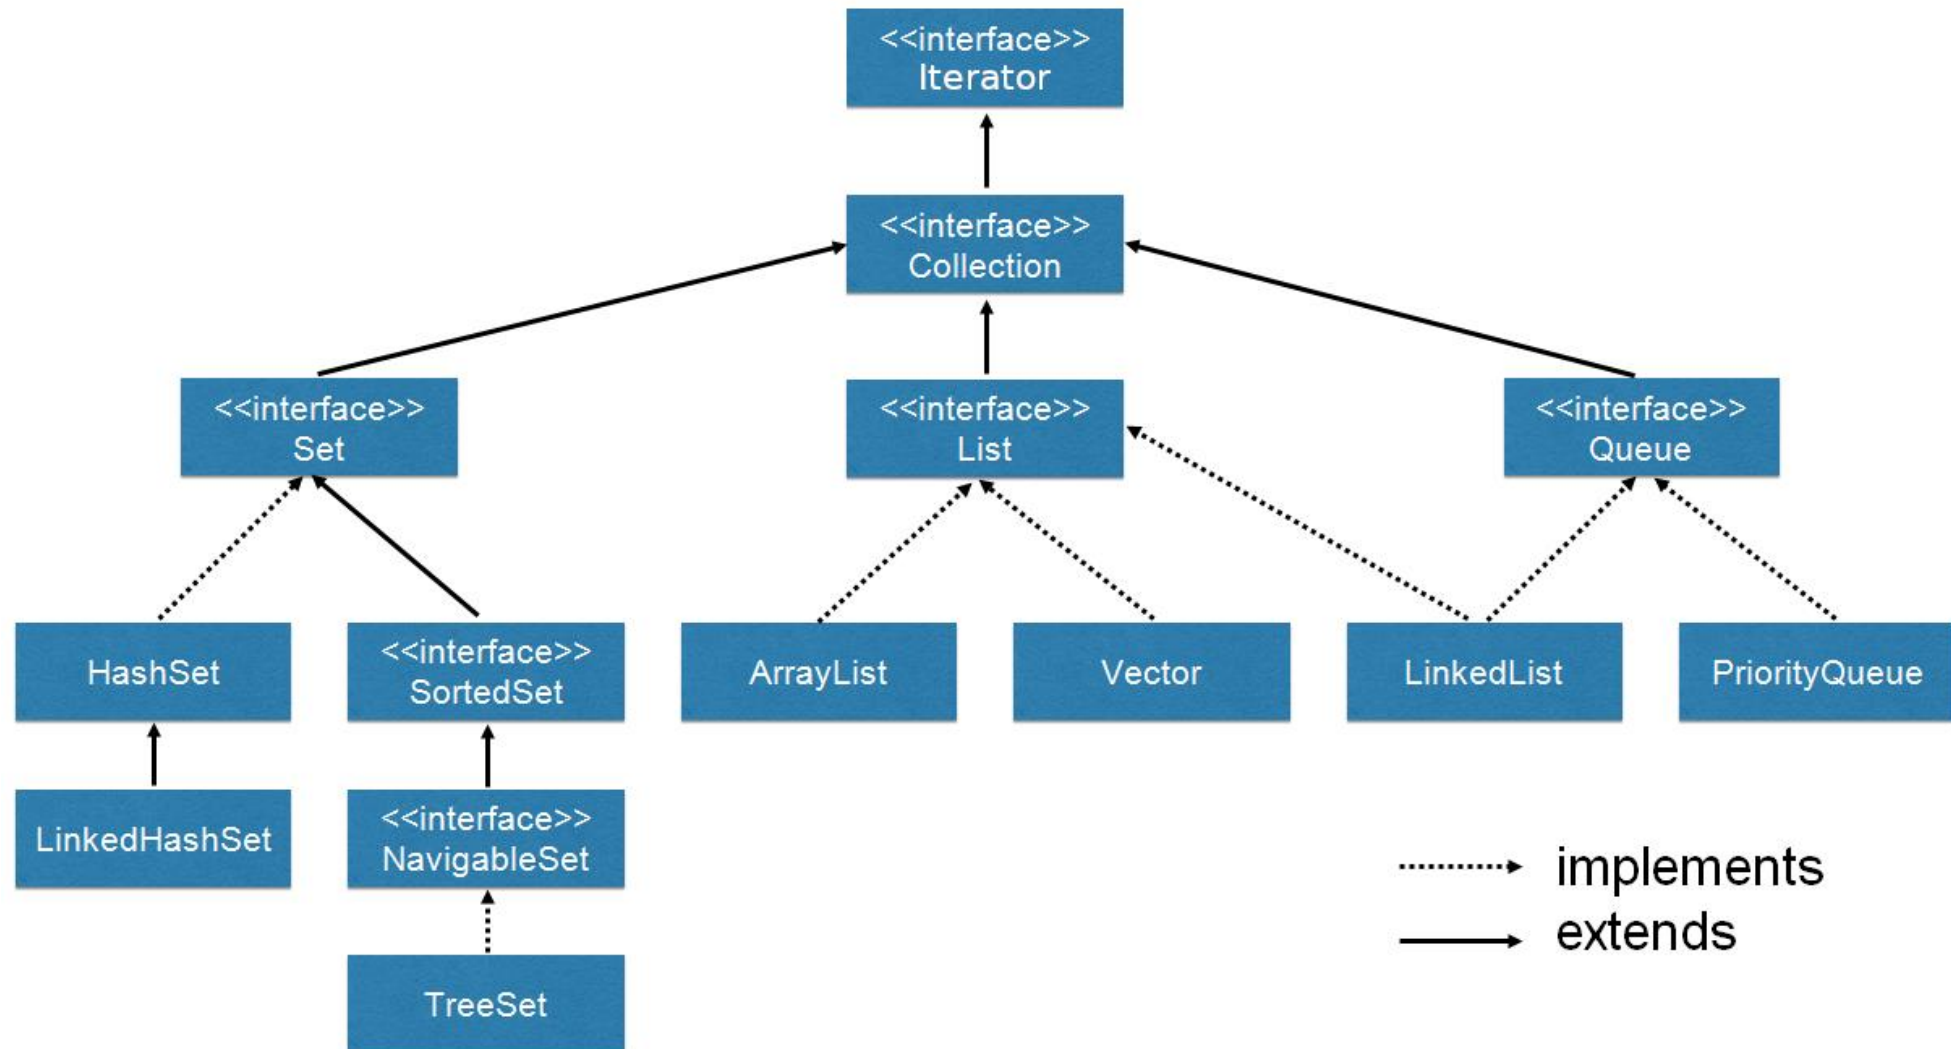 <<interface>>
Iterator
<<interface>>
Collection
<<interface>>
Set
<<interface>>
List
<<interface>>
Queue
HashSet
<<interface>>
SortedSet
ArrayList
Vector
LinkedList
PriorityQueue
LinkedHashSet
<<interface>>
NavigableSet
TreeSet
implements
extends